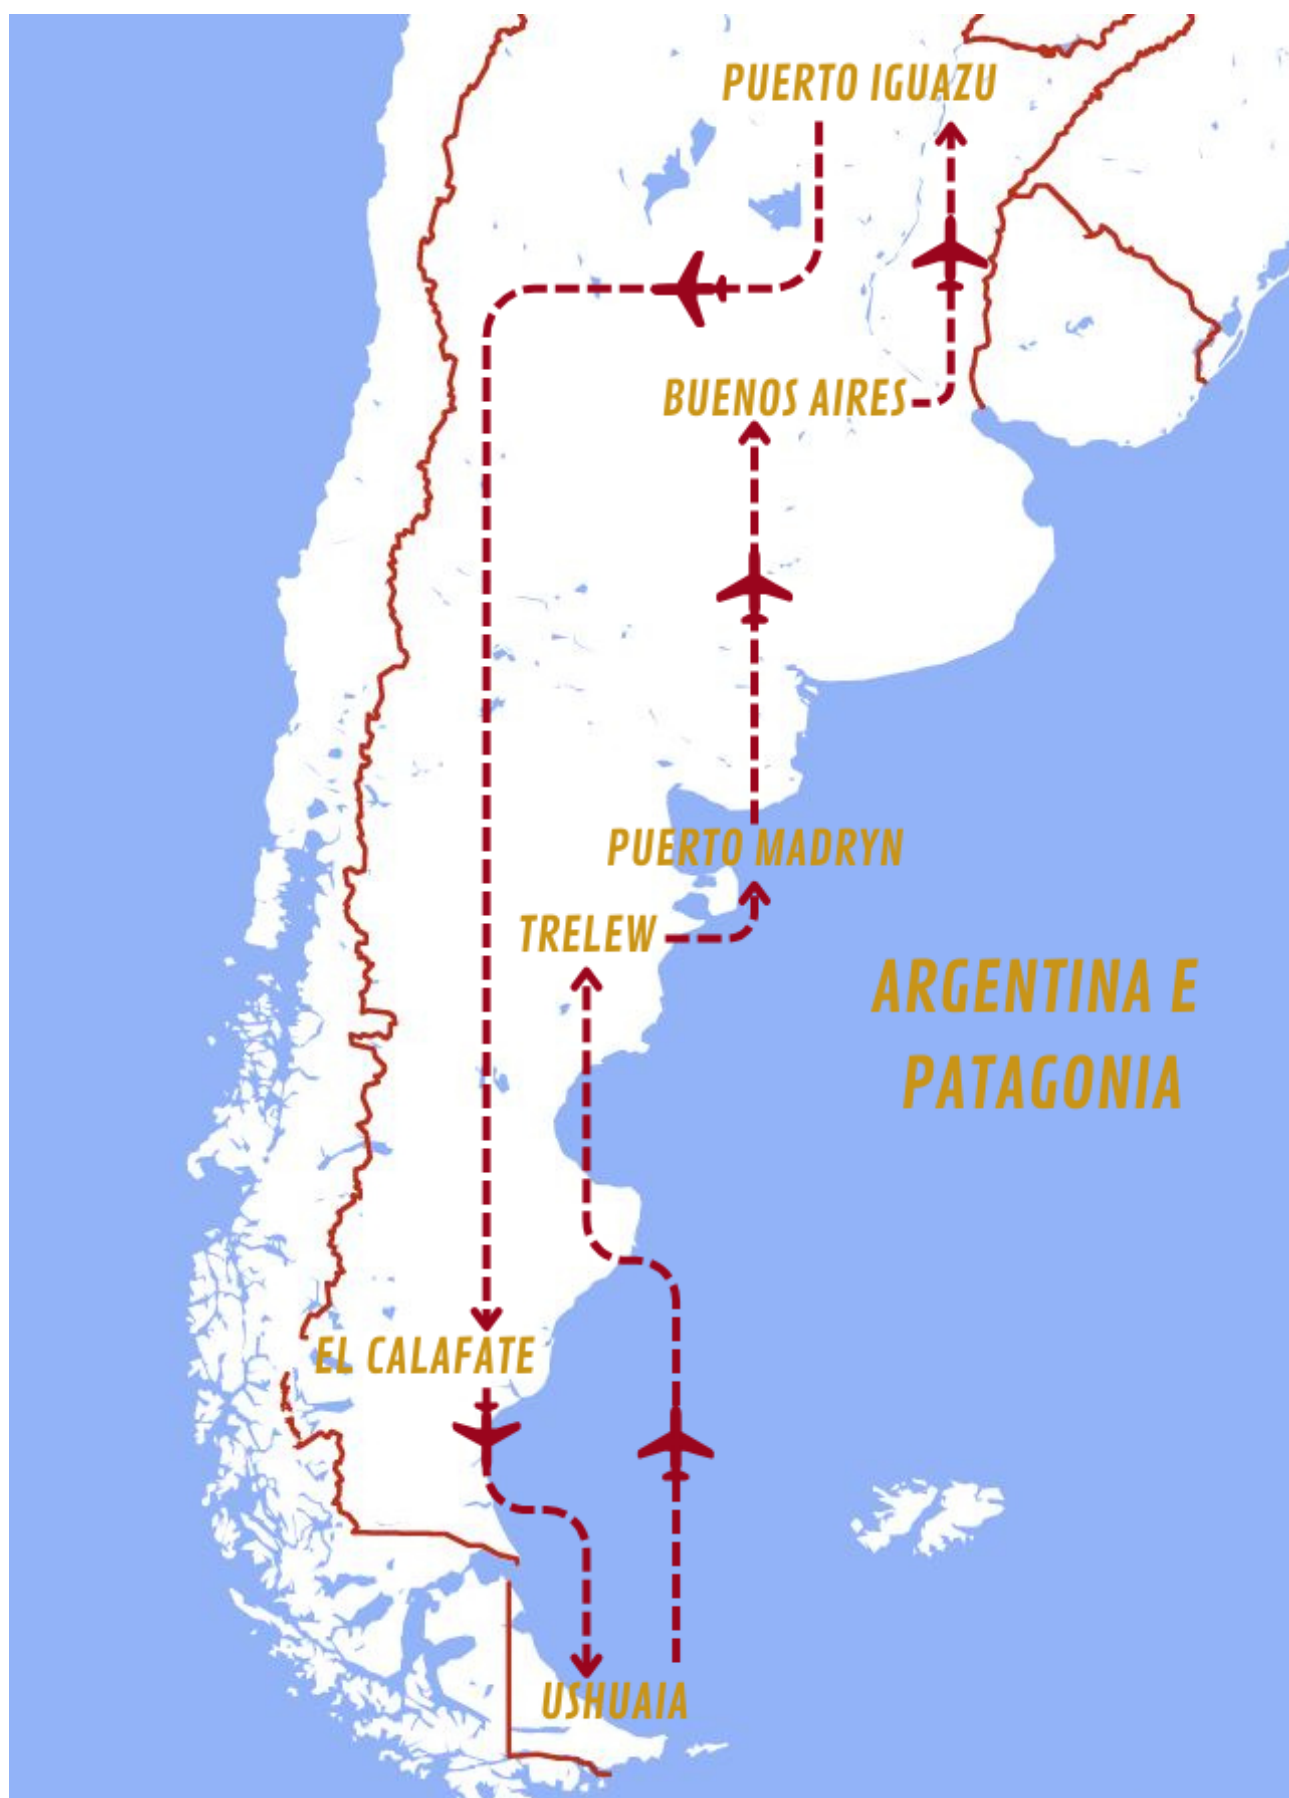 PUERTO IGUAZU
BUENOS AIRES
PUERTO MADRYN
TRELEW
ARGENTINA E
PATAGONIA
EL CALAFATE
USHUAIA